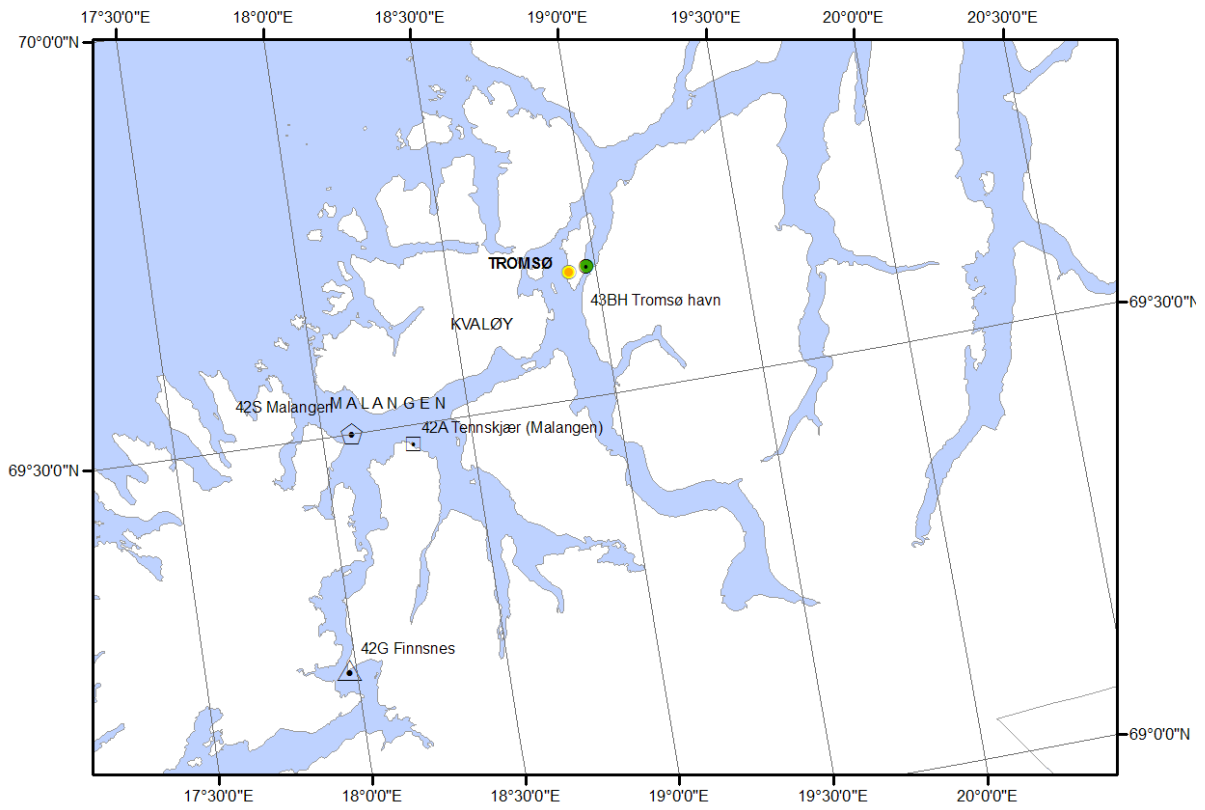 17°30'0"E 18°0'0"E 18°30'0"E 19°0'0"E 19°30'0"E 20°0'0"E 20°30'0"E
70°0'0"N
TROMSØ
43BH Tromsø havn
69°30'0"N
KVALØY
MALANGEN
42S Malangen
42A Tennskjær (Malangen)
69°30'0"N
42G Finnsnes
69°0'0"N
17°30'0"E 18°0'0"E 18°30'0"E 19°0'0"E 19°30'0"E 20°0'0"E